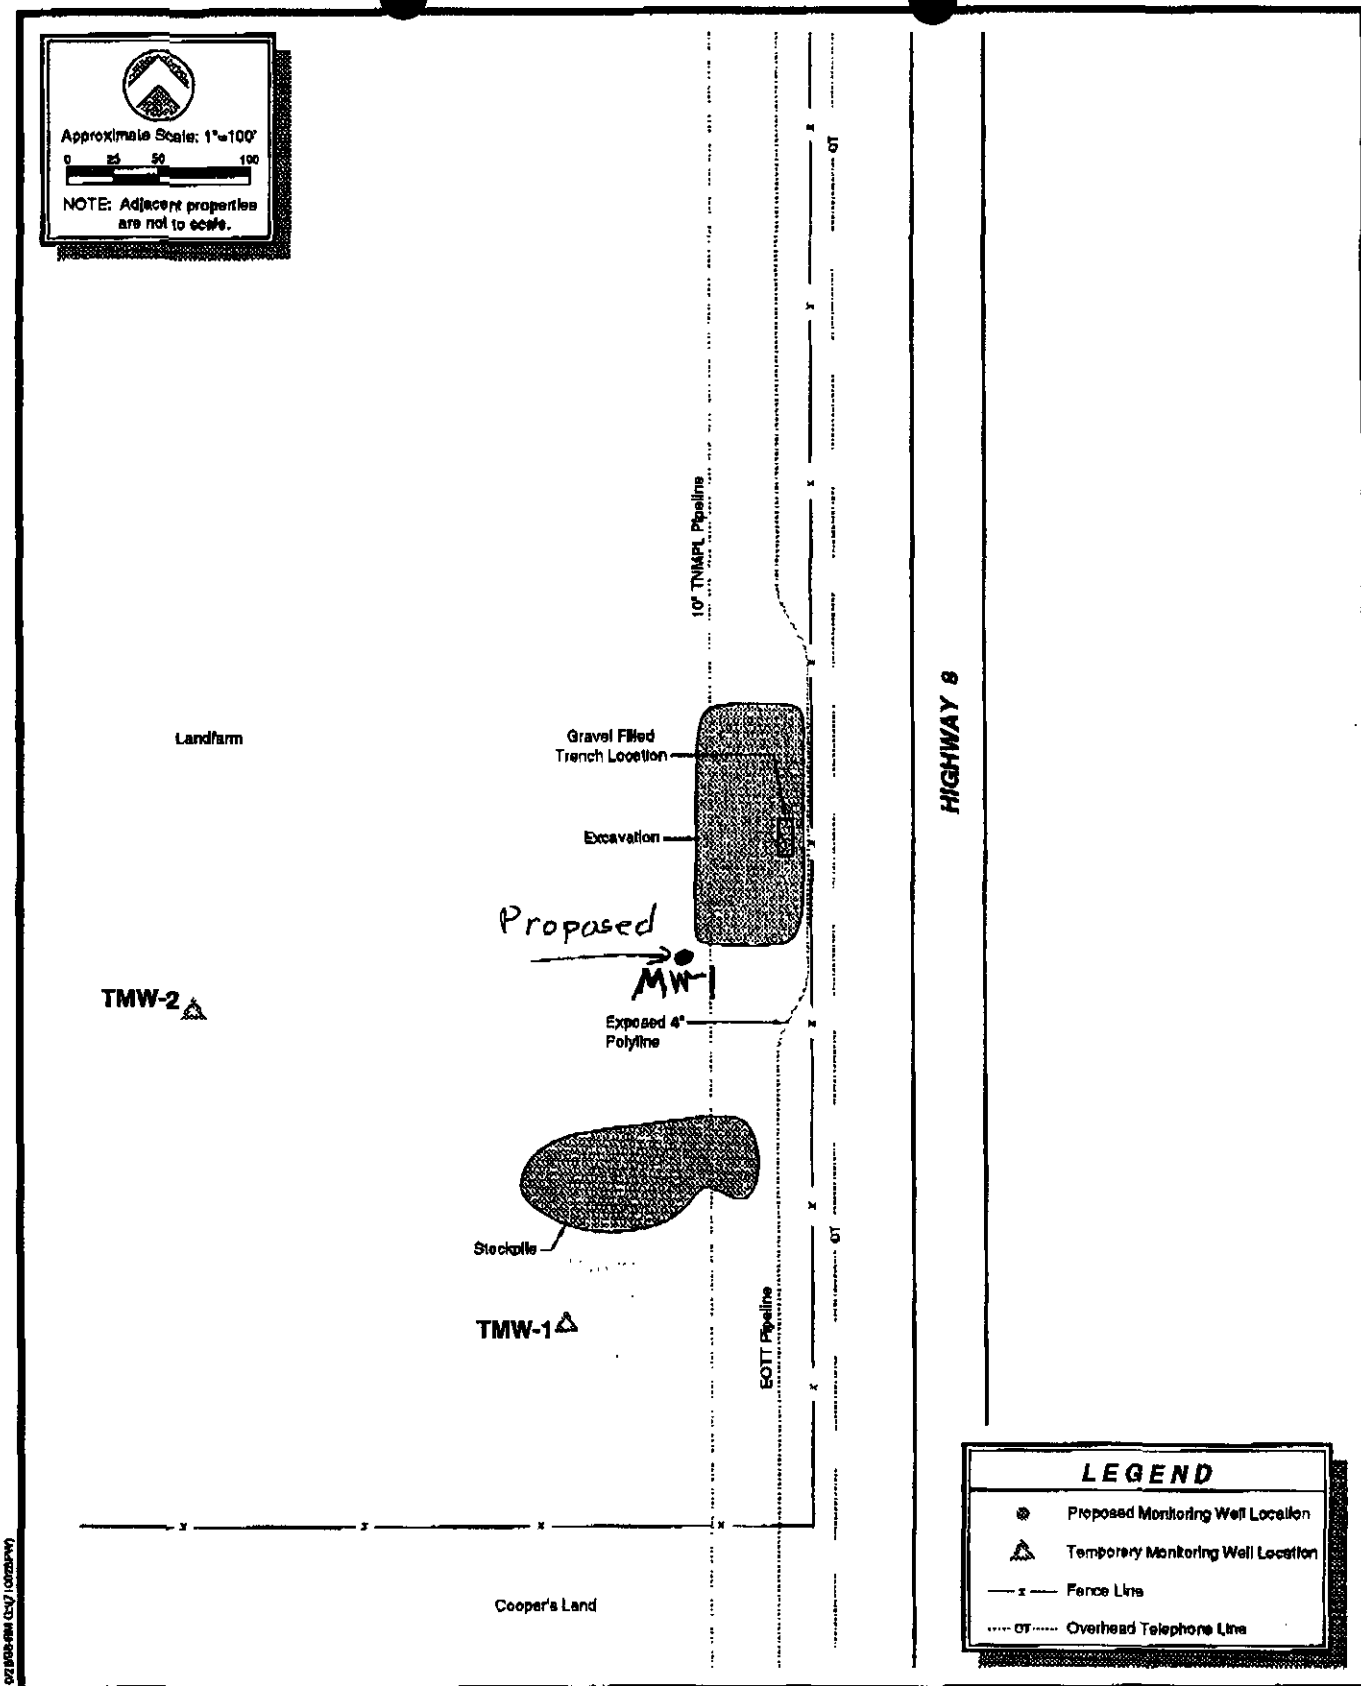 Approximate Scale: 1"=100'
0 25 50 100
NOTE: Adjacent properties
are not to scale.
OT
10" TNMPL Pipeline
Landfarm
Gravel Filled
Trench Location
HIGHWAY 8
Excavation
Proposed
MW-1
TMW-2
Exposed 4"
Polyline
Stockpile
OT
TMW-1
EOTT Pipeline
Cooper's Land
LEGEND
Proposed Monitoring Well Location
Temporary Monitoring Well Location
x Fence Line
OT Overhead Telephone Line